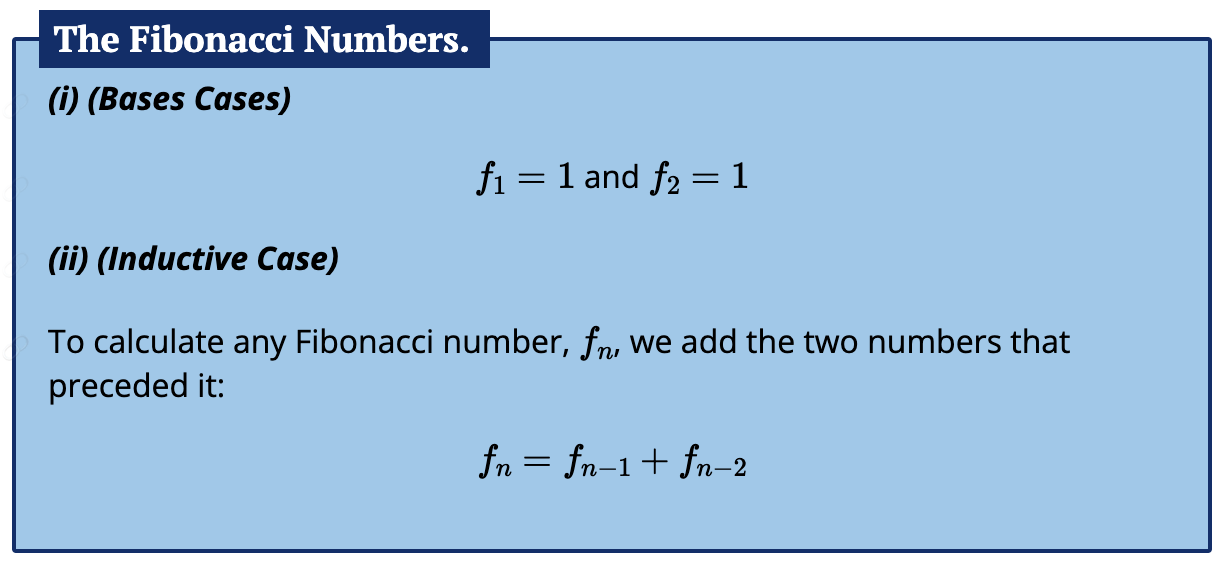 The Fibonacci Numbers.
(i) (Bases Cases)
f₁ = 1 and f₂ = 1
(ii) (Inductive Case)
To calculate any Fibonacci number, fₙ, we add the two numbers that
preceded it:
fₙ = fₙ₋₁ + fₙ₋₂